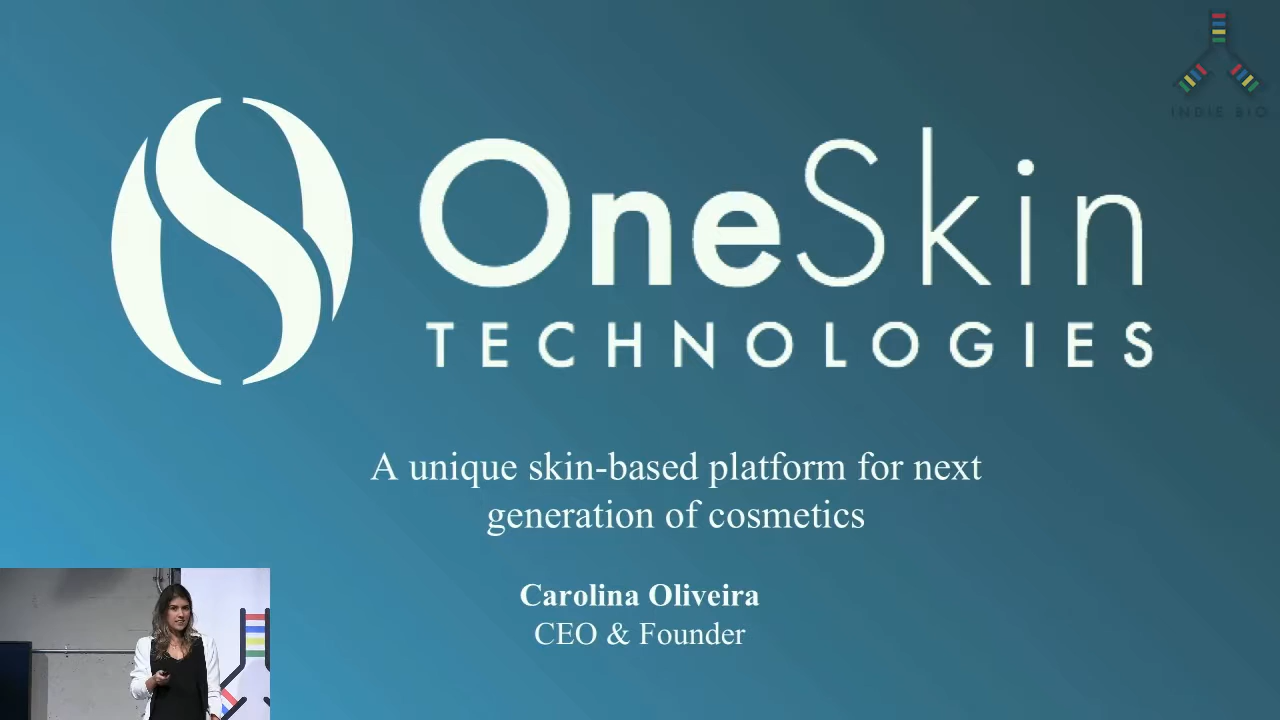 INDIE BIO
OneSkin
TECHNOLOGIES
A unique skin-based platform for next
generation of cosmetics
Carolina Oliveira
CEO & Founder